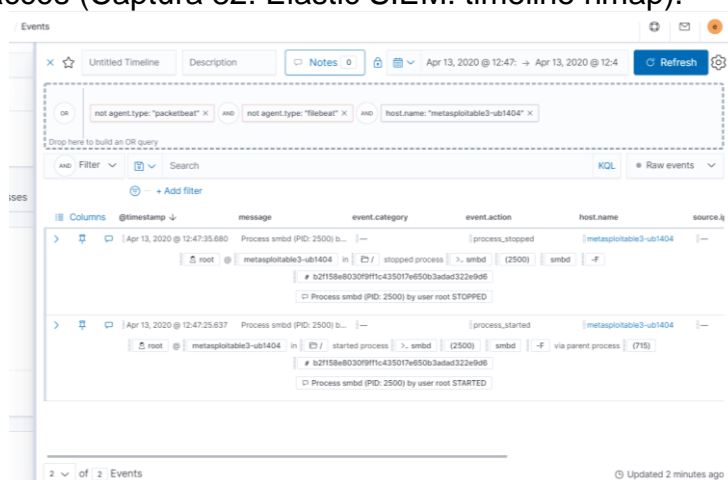 (Captura 82: Elastic SIEM: timeline nmap).
Events
e
Untitled Timeline Description Notes 0 Apr 13, 2020 @ 12:47: → Apr 13, 2020 @ 12:4 Refresh
OR not agent.type: "packetbeat" × AND not agent.type: "filebeat" × AND host.name: "metasploitable3-ub1404" ×
Drop here to build an OR query
AND Filter Search KQL Raw events
+ Add filter
Columns @timestamp ↓ message event.category event.action host.name
Apr 13, 2020 @ 12:47:35.680 Process smbd (PID: 2500) b... — process_stopped metasploitable3-ub1404 —
root @ metasploitable3-ub1404 in / stopped process >_ smbd (2500) smbd -F
# b2f158e8030f9ff1c435017e650b3adad322e9d6
Process smbd (PID: 2500) by user root STOPPED
Apr 13, 2020 @ 12:47:25.637 Process smbd (PID: 2500) b... — process_started metasploitable3-ub1404 —
root @ metasploitable3-ub1404 in / started process >_ smbd (2500) smbd -F via parent process (715)
# b2f158e8030f9ff1c435017e650b3adad322e9d6
Process smbd (PID: 2500) by user root STARTED
2 of 2 Events Updated 2 minutes ago